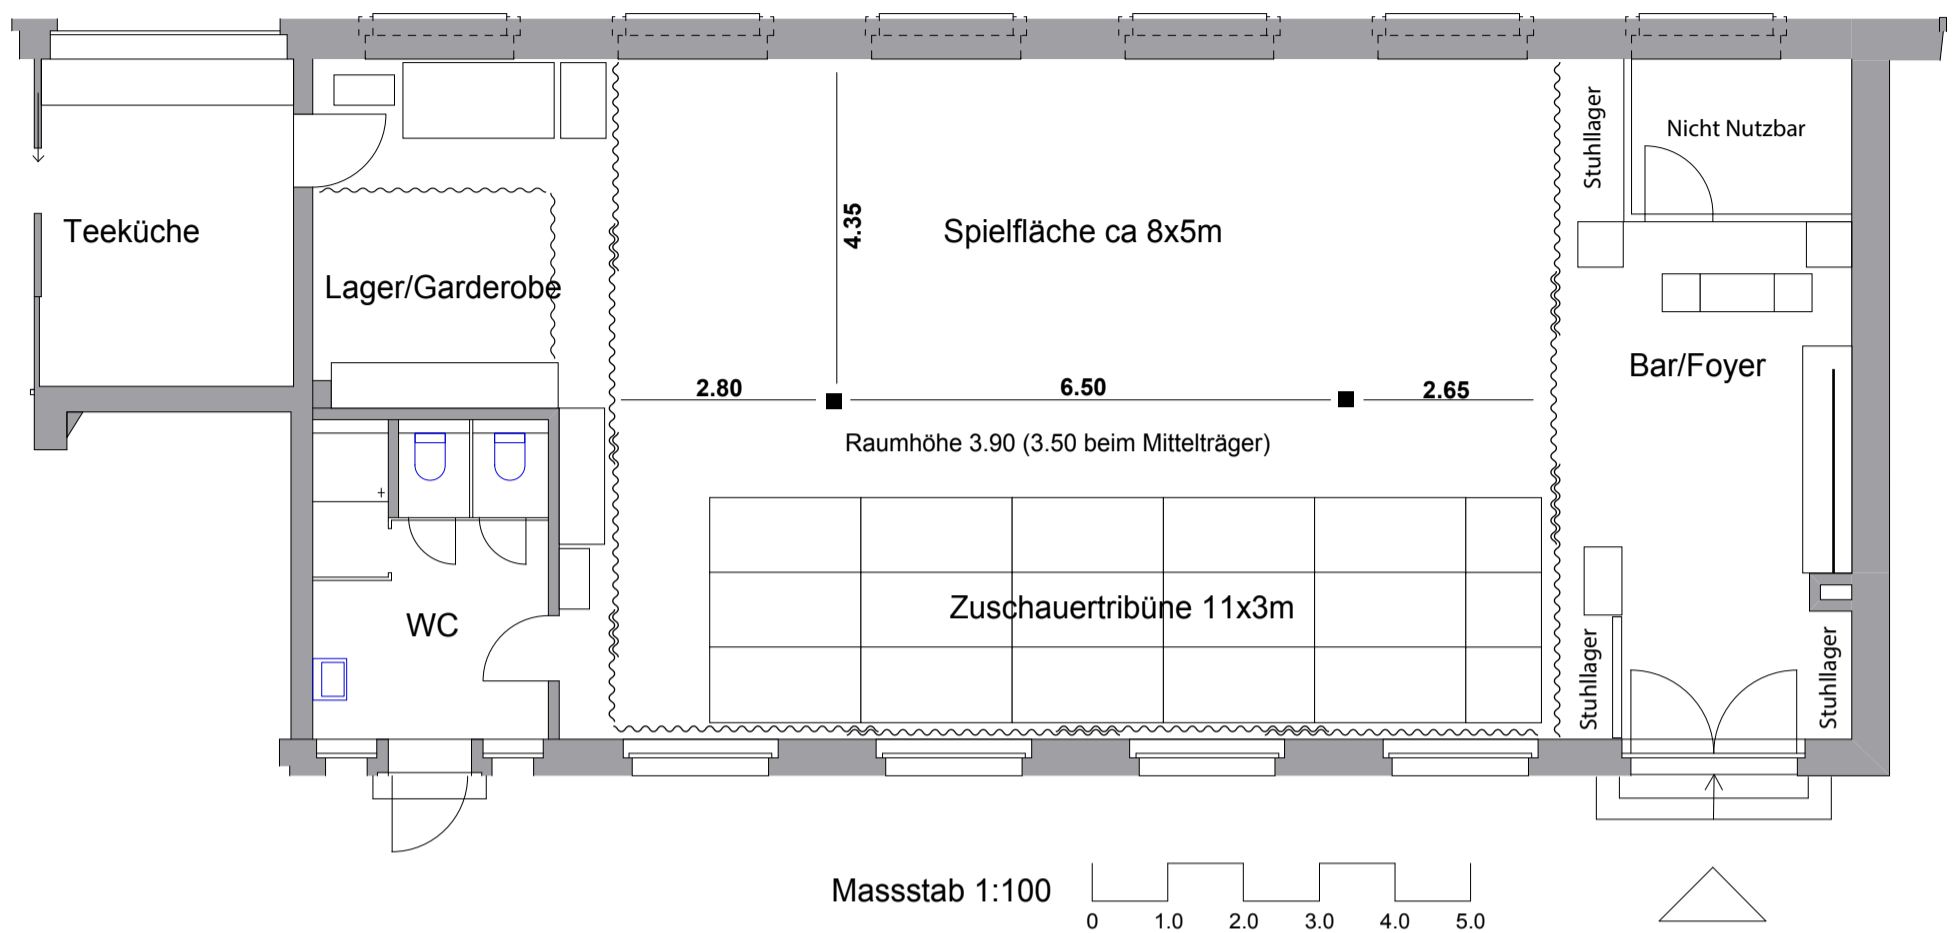 Stuhllager
Nicht Nutzbar
Teeküche
4.35
Spielfläche ca 8x5m
Lager/Garderobe
Bar/Foyer
2.80
6.50
2.65
Raumhöhe 3.90 (3.50 beim Mittelträger)
Zuschauertribüne 11x3m
WC
Stuhllager
Stuhllager
Massstab 1:100
0 1.0 2.0 3.0 4.0 5.0